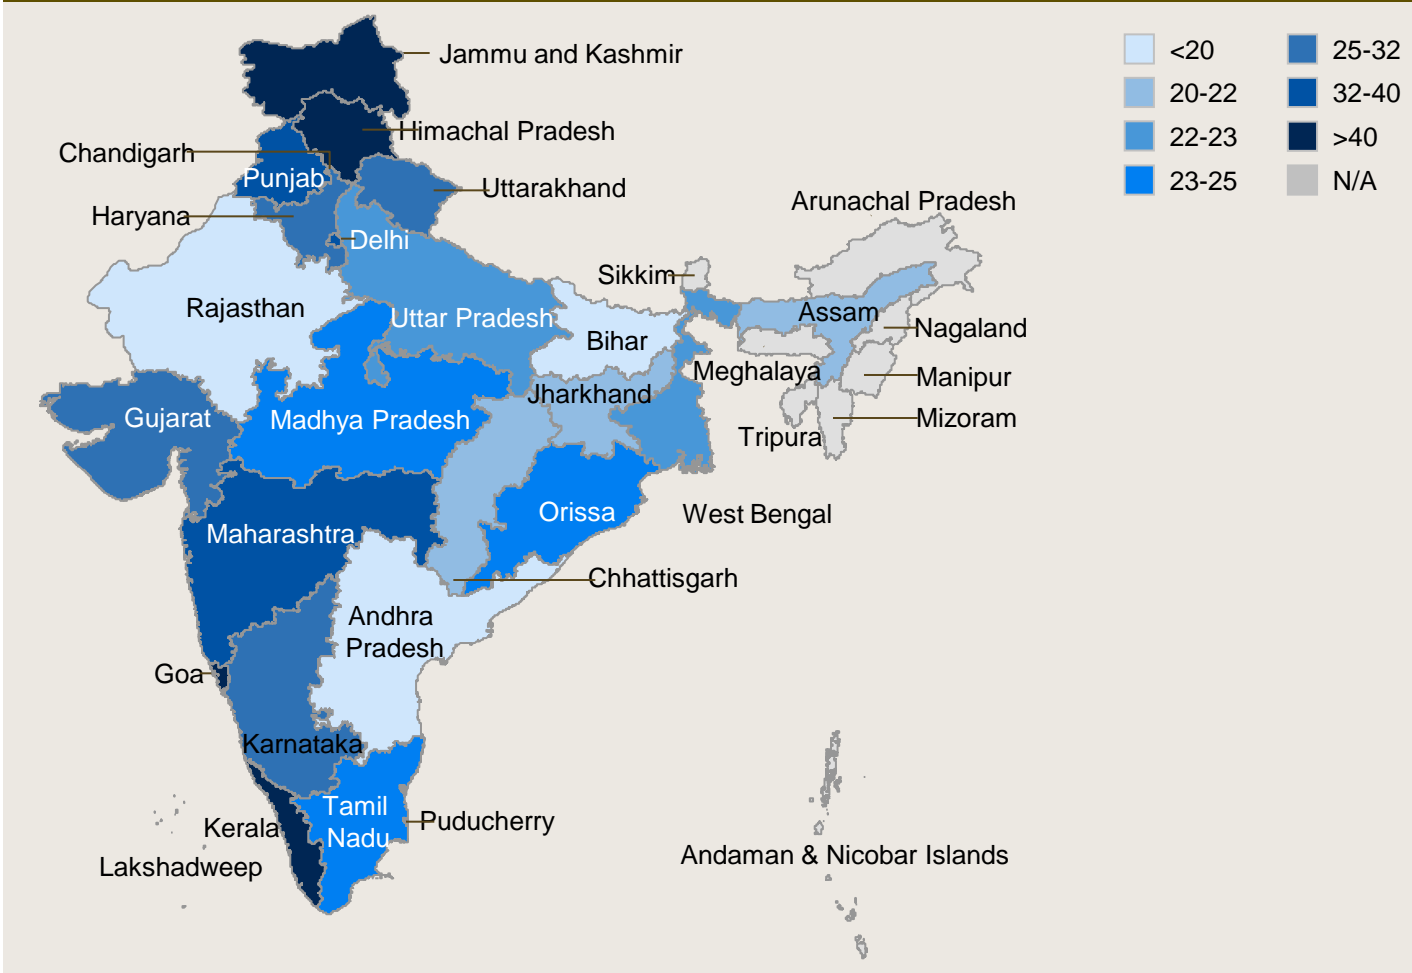 Jammu and Kashmir
Himachal Pradesh
Chandigarh
Punjab
Uttarakhand
Haryana
Delhi
Arunachal Pradesh
Sikkim
Rajasthan
Uttar Pradesh
Bihar
Assam
Nagaland
Meghalaya
Manipur
Jharkhand
Gujarat
Madhya Pradesh
Mizoram
Tripura
Orissa
West Bengal
Maharashtra
Chhattisgarh
Andhra
Pradesh
Goa
Karnataka
Tamil
Nadu
Puducherry
Kerala
Lakshadweep
Andaman & Nicobar Islands
<20
20-22
22-23
23-25
25-32
32-40
>40
N/A